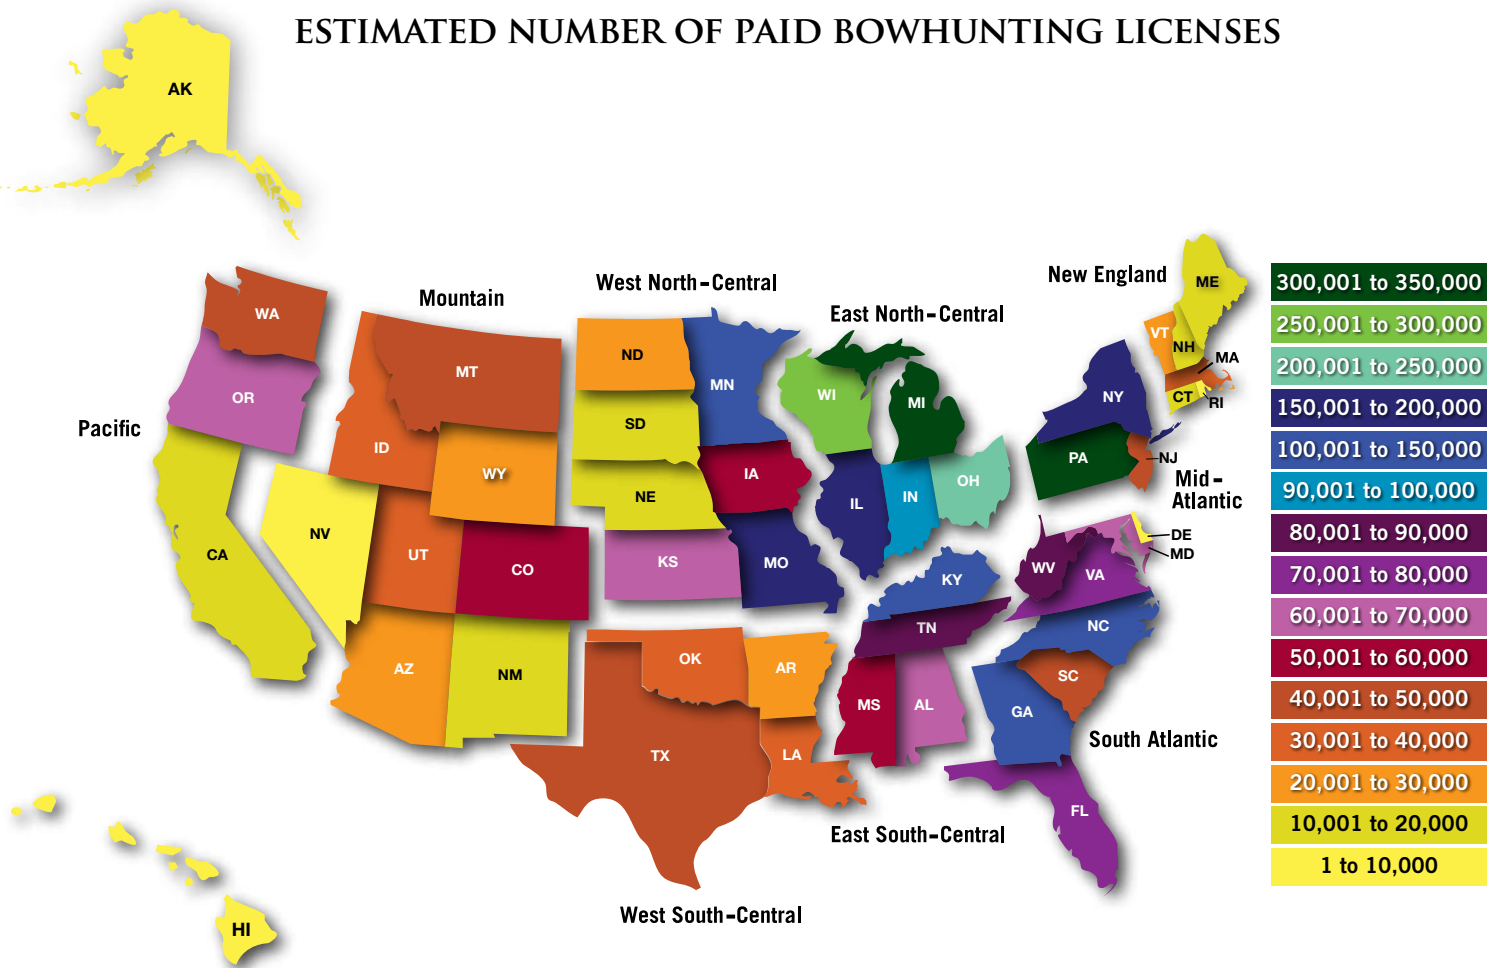 ESTIMATED NUMBER OF PAID BOWHUNTING LICENSES
AK
Pacific
WA
OR
CA
HI
Mountain
MT
ID
WY
NV
UT
CO
AZ
NM
West North-Central
ND
MN
SD
IA
NE
KS
MO
East North-Central
WI
MI
IL
IN
OH
New England
ME
VT
NH
MA
CT
RI
Mid-
Atlantic
NY
PA
NJ
South Atlantic
DE
MD
WV
VA
NC
SC
GA
FL
East South-Central
KY
TN
MS
AL
West South-Central
OK
AR
TX
LA
300,001 to 350,000
250,001 to 300,000
200,001 to 250,000
150,001 to 200,000
100,001 to 150,000
90,001 to 100,000
80,001 to 90,000
70,001 to 80,000
60,001 to 70,000
50,001 to 60,000
40,001 to 50,000
30,001 to 40,000
20,001 to 30,000
10,001 to 20,000
1 to 10,000